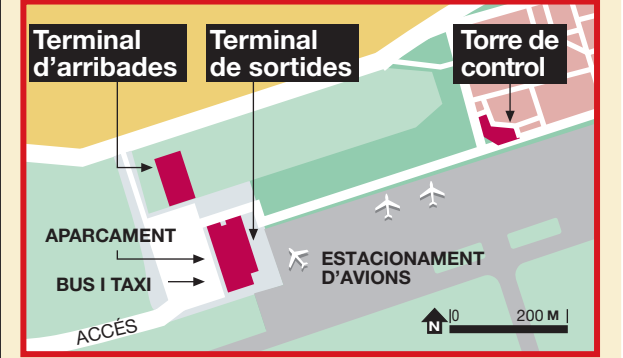 Terminal
d'arribades
Terminal
de sortides
Torre de
control
APARCAMENT
BUS I TAXI
ESTACIONAMENT
D'AVIONS
ACCÉS
N
0
200 M